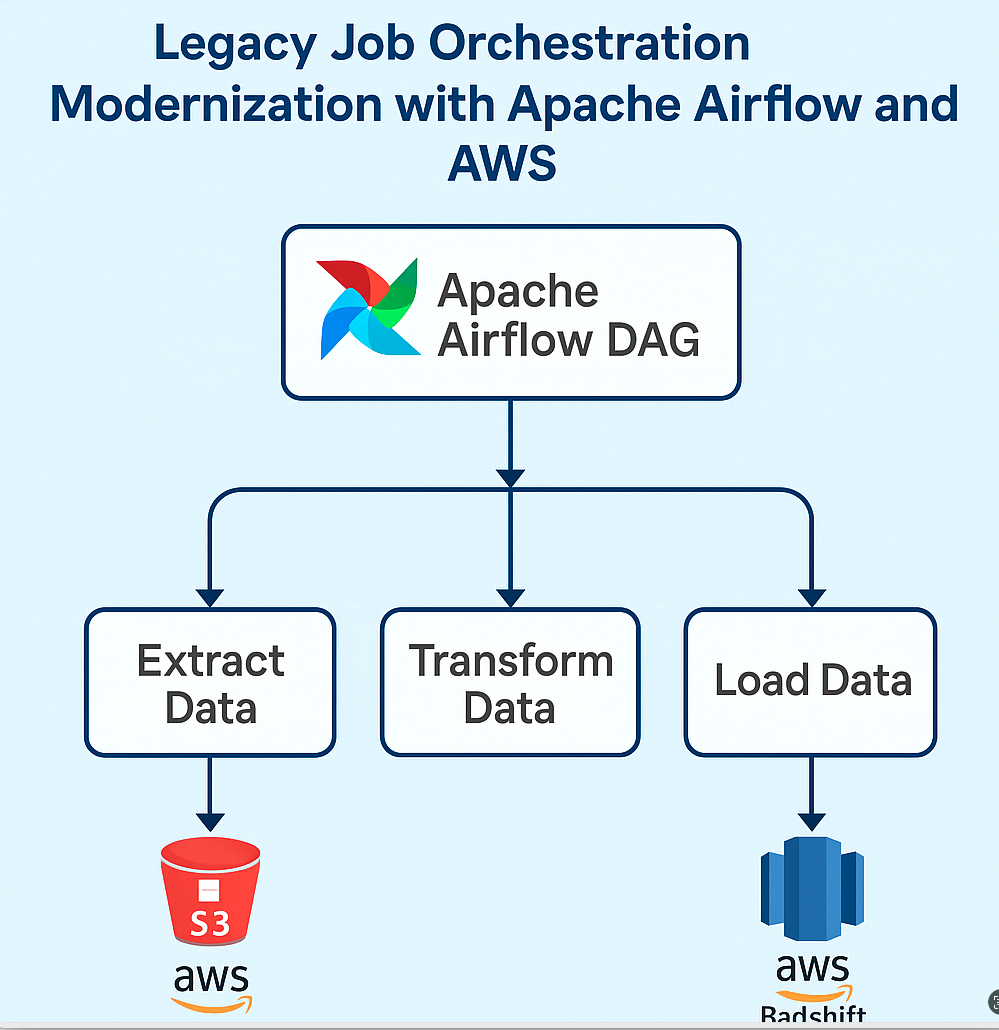 Legacy Job Orchestration
Modernization with Apache Airflow and
AWS
Apache
Airflow DAG
Extract
Data
Transform
Data
Load Data
S3
aws
aws
Radshift